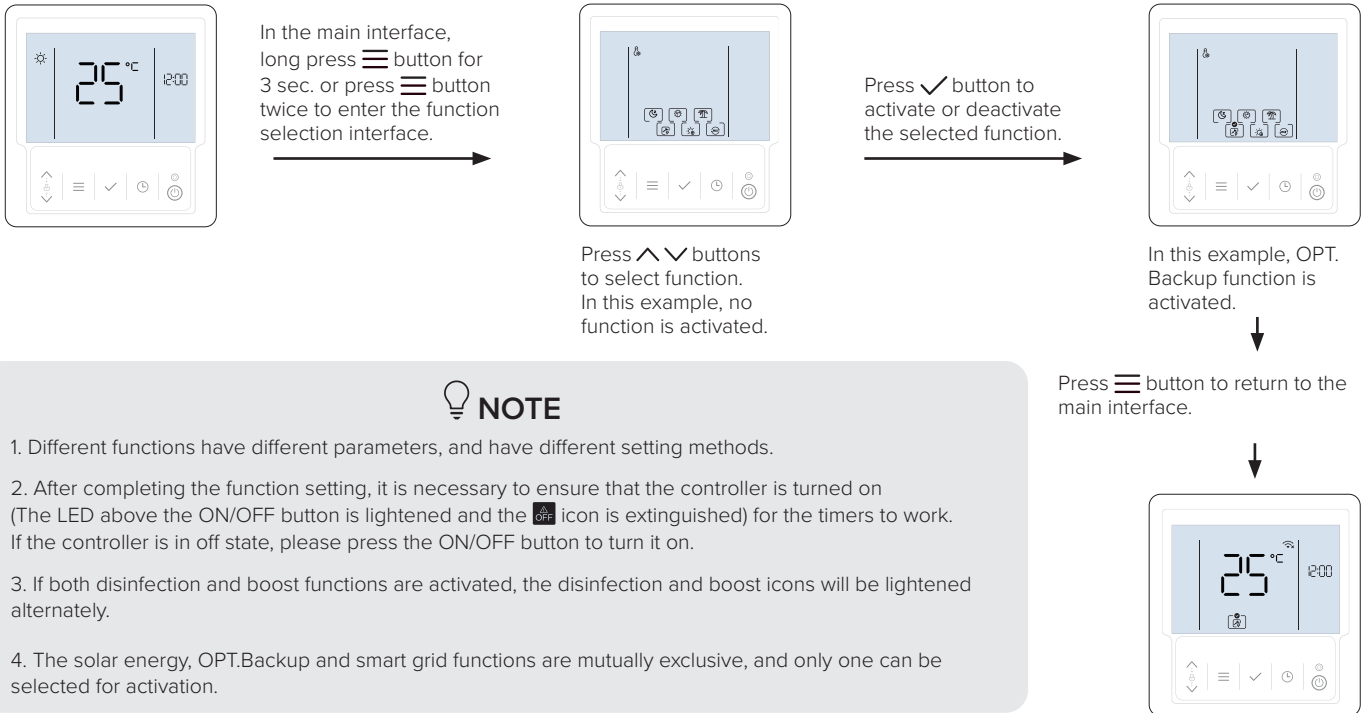 25 °C
12:00
In the main interface,
long press button for
3 sec. or press button
twice to enter the function
selection interface.
Press buttons
to select function.
In this example, no
function is activated.
Press button to
activate or deactivate
the selected function.
In this example, OPT.
Backup function is
activated.
Press button to return to the
main interface.
25 °C
12:00
NOTE
1. Different functions have different parameters, and have different setting methods.
2. After completing the function setting, it is necessary to ensure that the controller is turned on
(The LED above the ON/OFF button is lightened and the OFF icon is extinguished) for the timers to work.
If the controller is in off state, please press the ON/OFF button to turn it on.
3. If both disinfection and boost functions are activated, the disinfection and boost icons will be lightened
alternately.
4. The solar energy, OPT.Backup and smart grid functions are mutually exclusive, and only one can be
selected for activation.